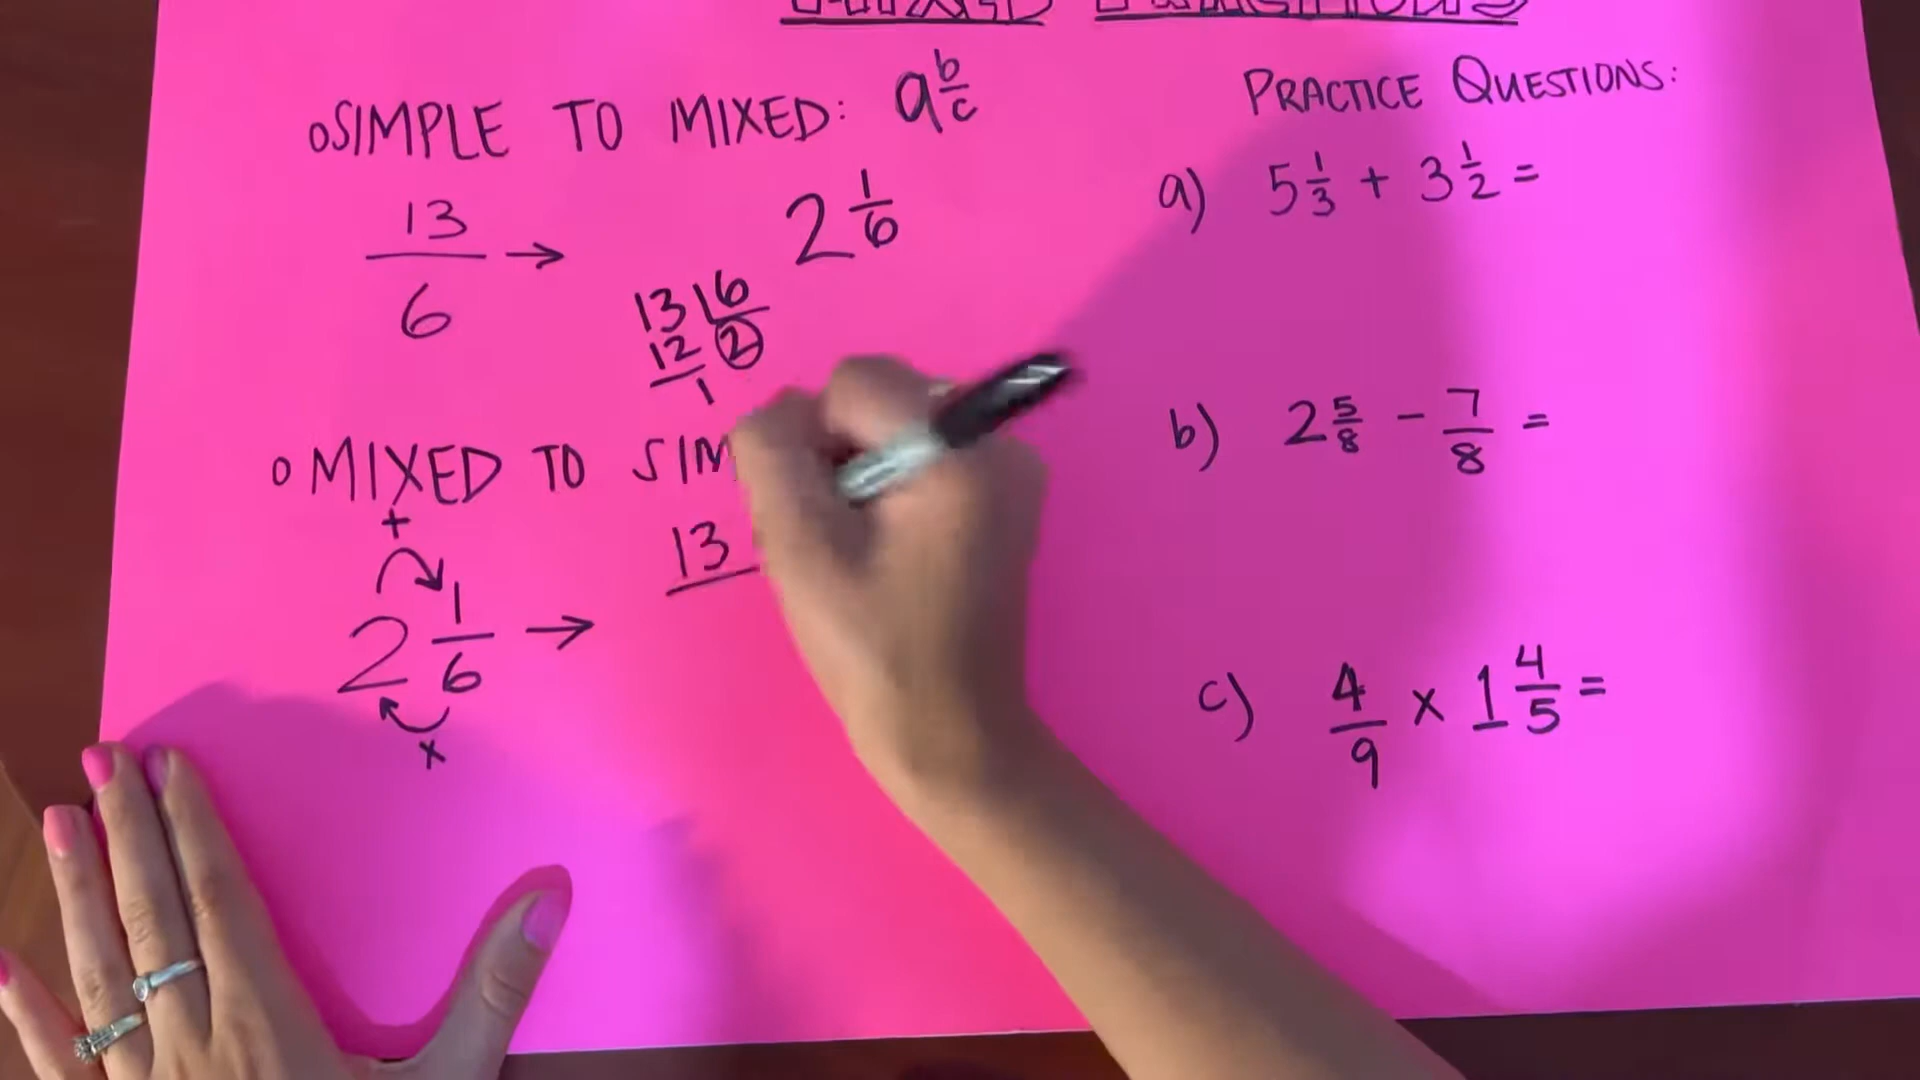 MIXED FRACTIONS
○ SIMPLE TO MIXED: a b/c
13/6 → 2 1/6
13 | 6
12 2
1
○ MIXED TO SIM
+
2 1/6 → 13
x
PRACTICE QUESTIONS:
a) 5 1/3 + 3 1/2 =
b) 2 5/8 − 7/8 =
c) 4/9 x 1 4/5 =